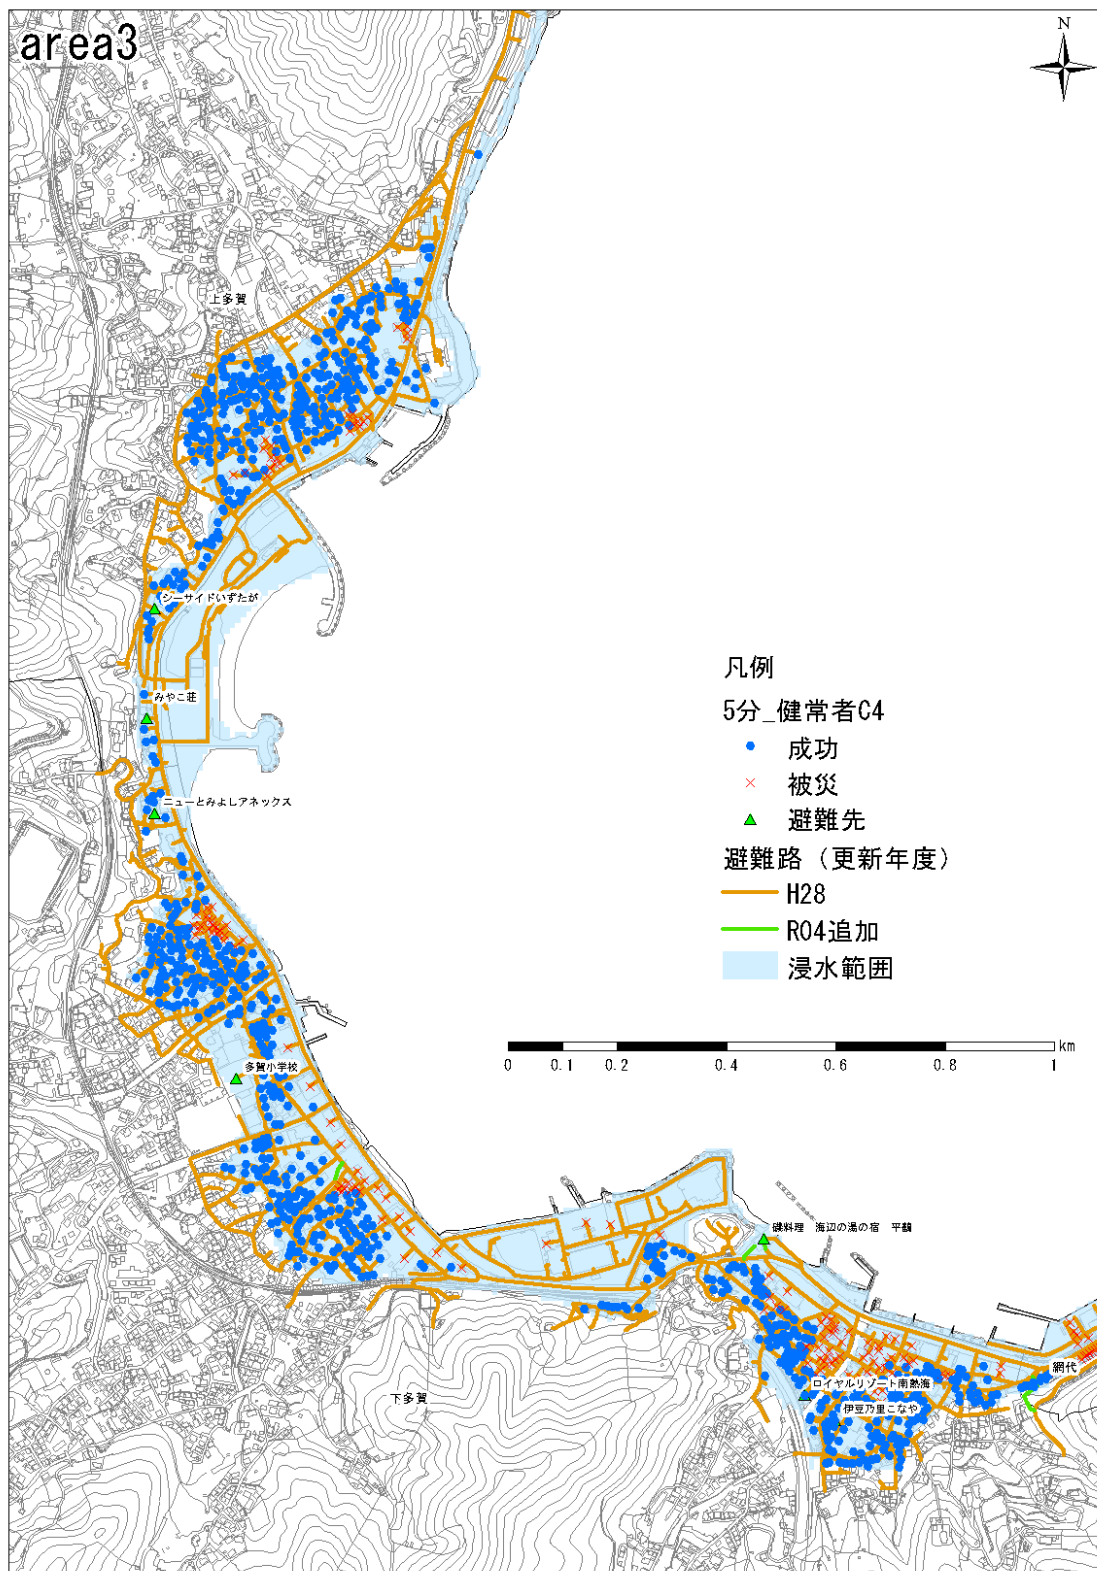 area3
N
上多賀
シーサイドいずたが
みやこ荘
ニューとみよしアネックス
凡例
5分_健常者C4
成功
被災
避難先
避難路（更新年度）
H28
R04追加
浸水範囲
km
0 0.1 0.2 0.4 0.6 0.8 1
多賀小学校
磯料理 海辺の湯の宿 平鶴
網代
ロイヤルリゾート南熱海
下多賀
伊豆乃里こなや